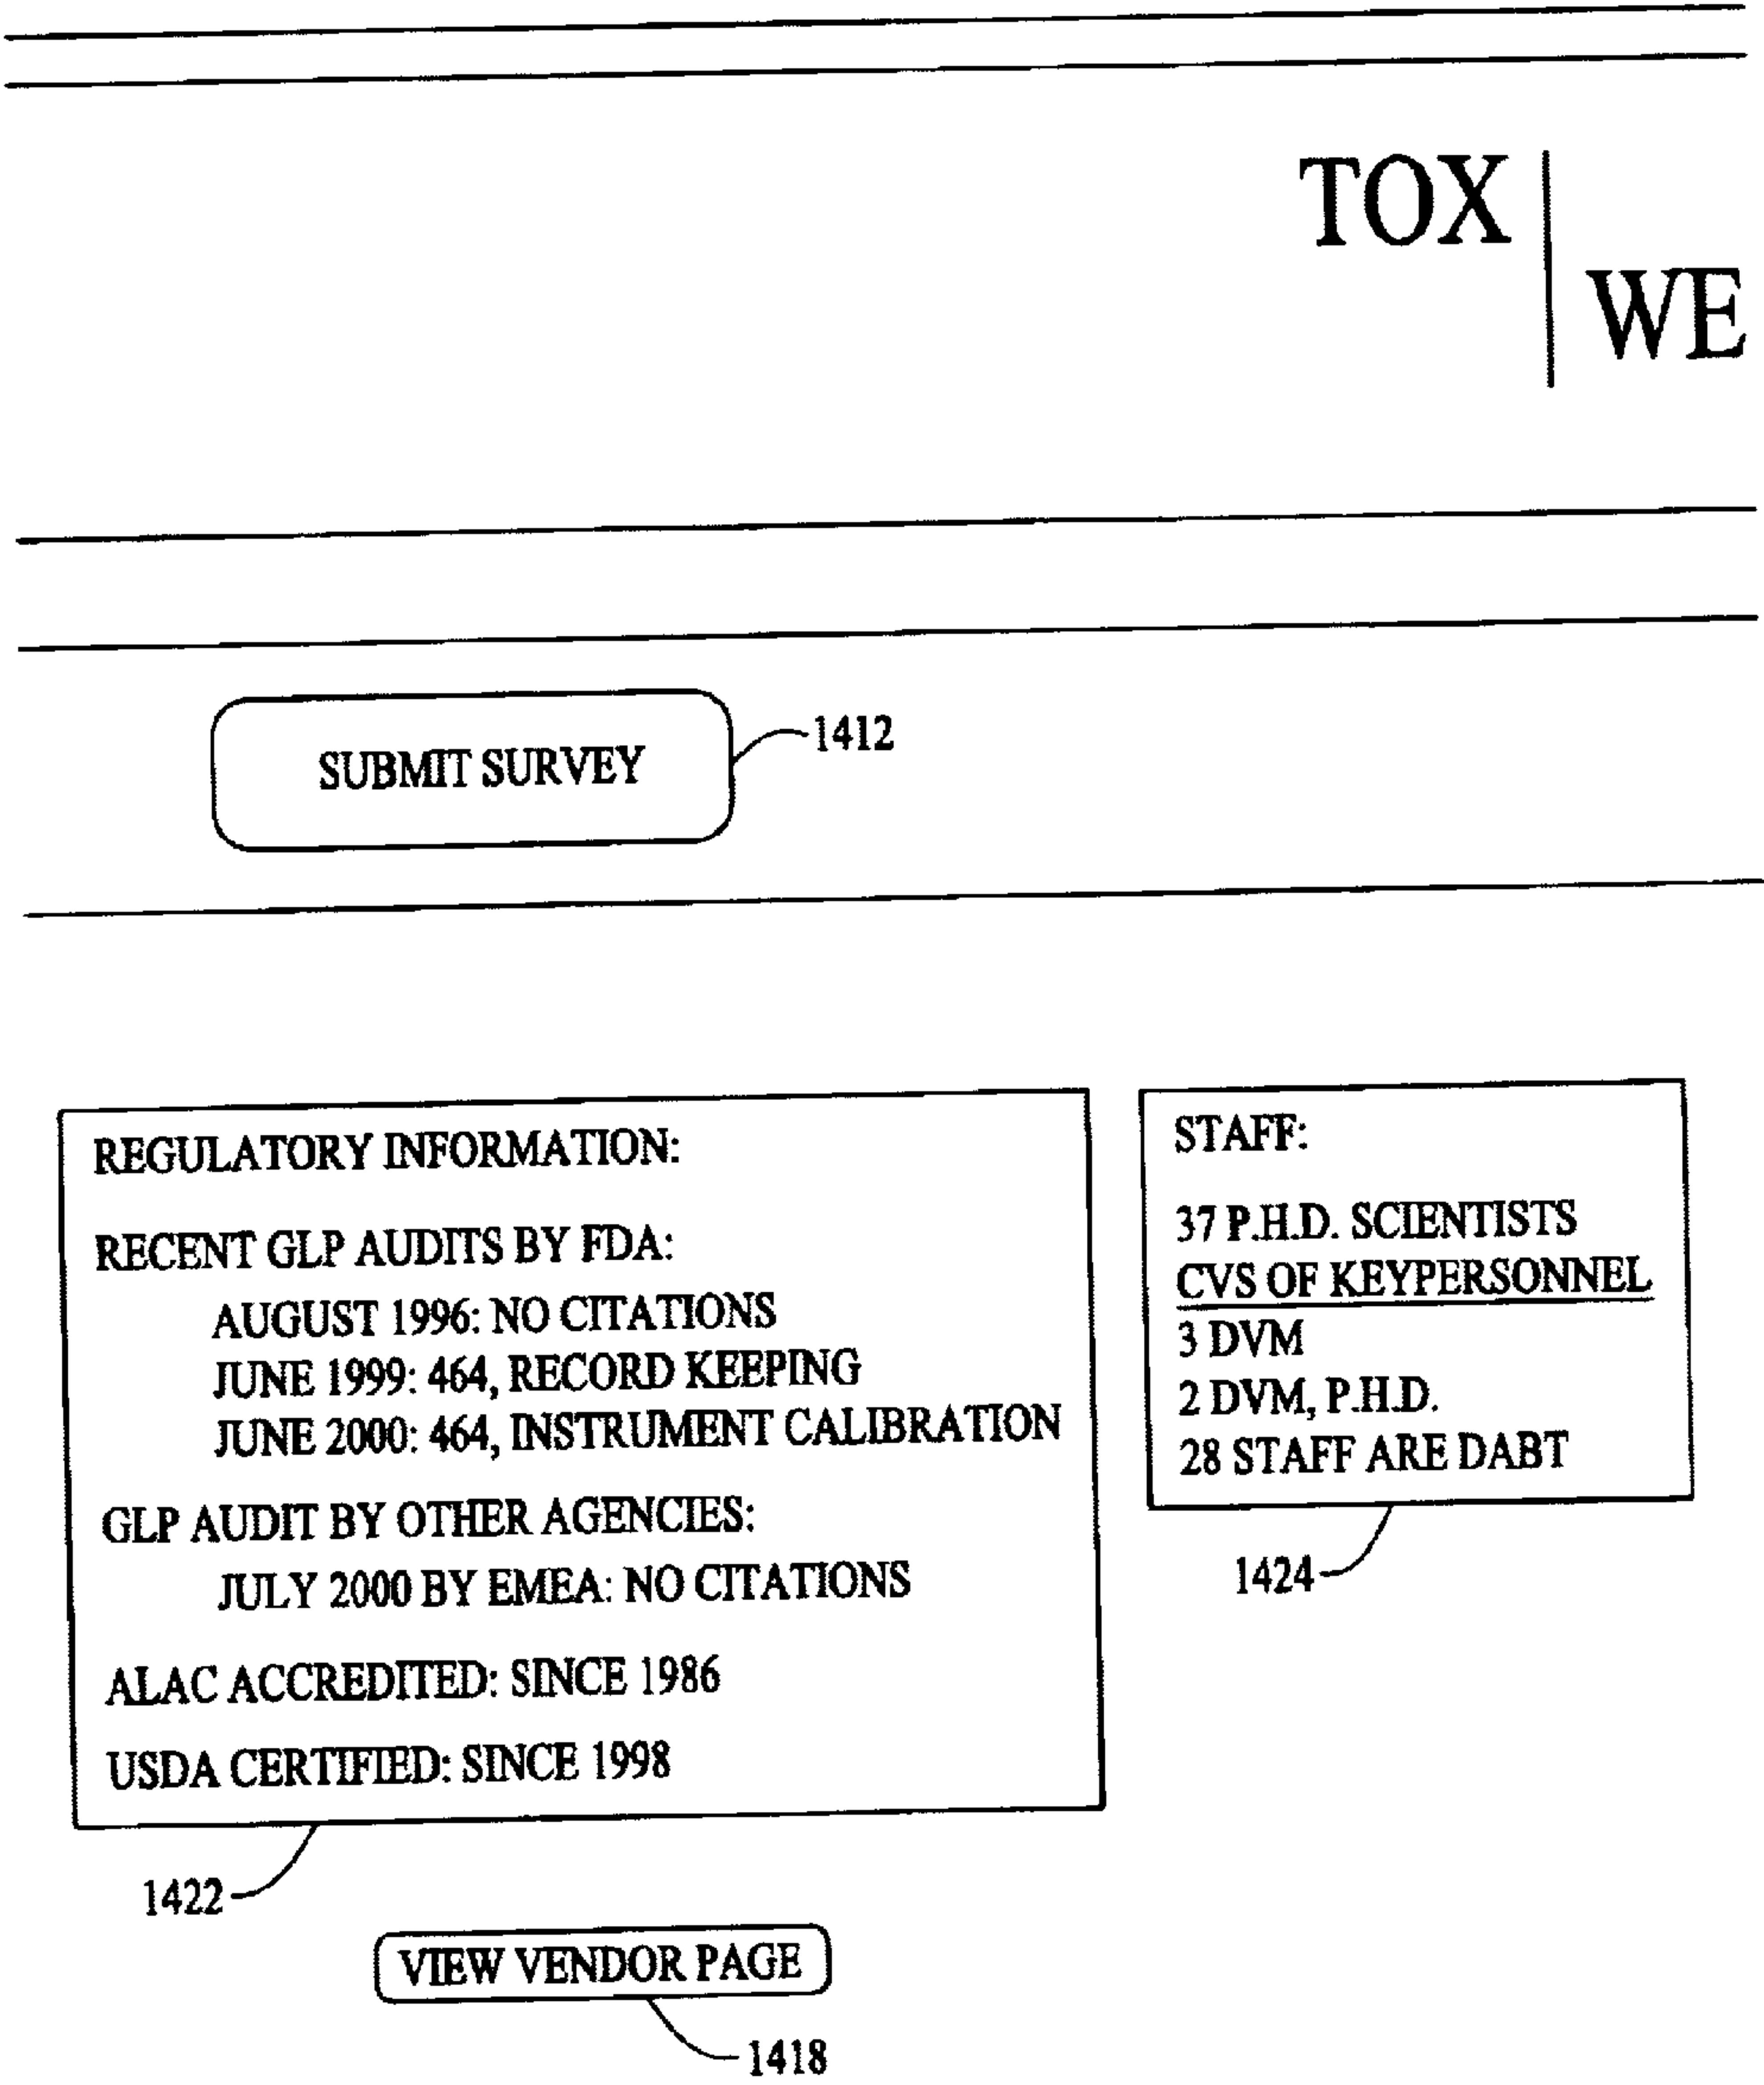 TOX
WE
SUBMIT SURVEY
1412
REGULATORY INFORMATION:
RECENT GLP AUDITS BY FDA:
AUGUST 1996: NO CITATIONS
JUNE 1999: 464, RECORD KEEPING
JUNE 2000: 464, INSTRUMENT CALIBRATION
GLP AUDIT BY OTHER AGENCIES:
JULY 2000 BY EMEA: NO CITATIONS
ALAC ACCREDITED: SINCE 1986
USDA CERTIFIED: SINCE 1998
1422
STAFF:
37 P.H.D. SCIENTISTS
CVS OF KEYPERSONNEL
3 DVM
2 DVM, P.H.D.
28 STAFF ARE DABT
1424
VIEW VENDOR PAGE
1418